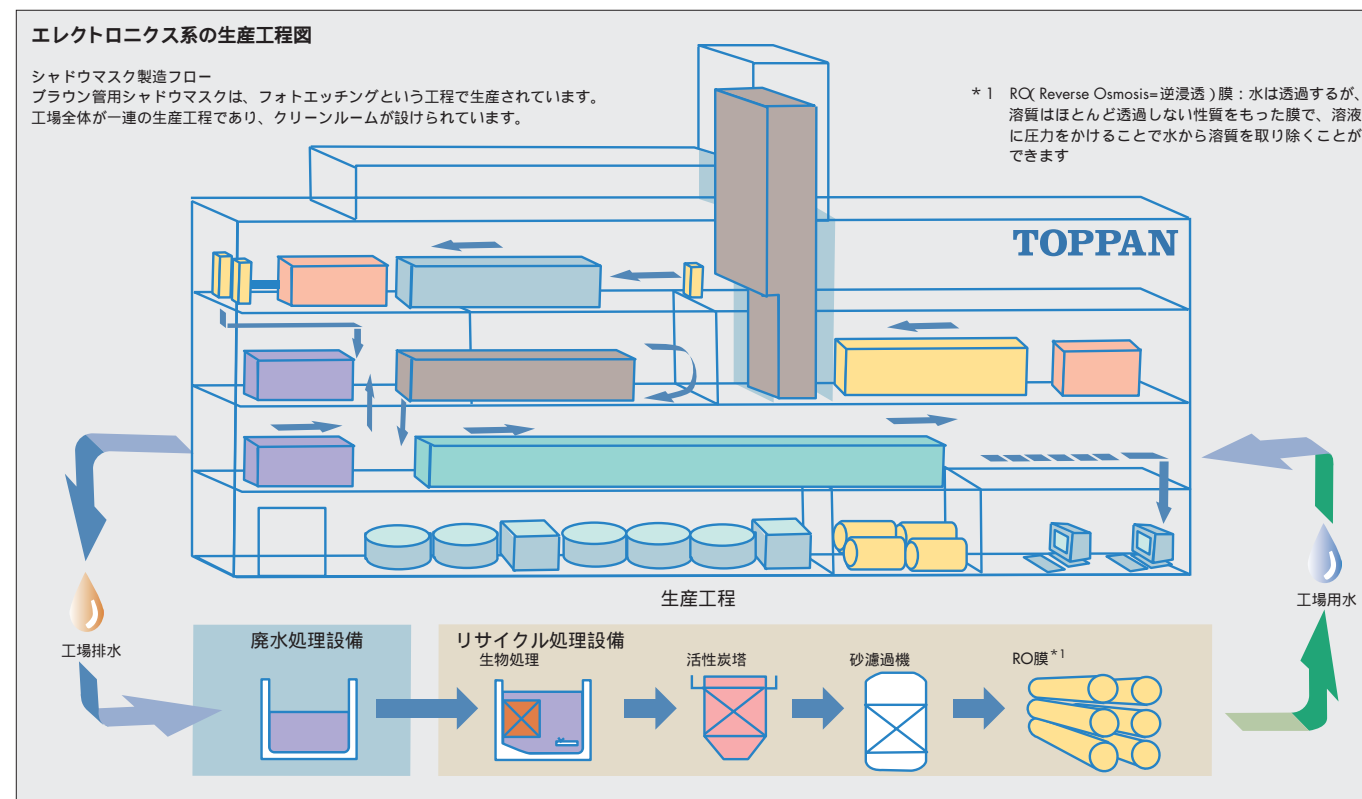 エレクトロニクス系の生産工程図
シャドウマスク製造フロー
ブラウン管用シャドウマスクは、フォトエッチングという工程で生産されています。
工場全体が一連の生産工程であり、クリーンルームが設けられています。
*1 RO(Reverse Osmosis=逆浸透)膜：水は透過するが、
溶質はほとんど透過しない性質をもった膜で、溶液
に圧力をかけることで水から溶質を取り除くことが
できます
TOPPAN
生産工程
工場排水
工場用水
廃水処理設備
リサイクル処理設備
生物処理
活性炭塔
砂濾過機
RO膜*1